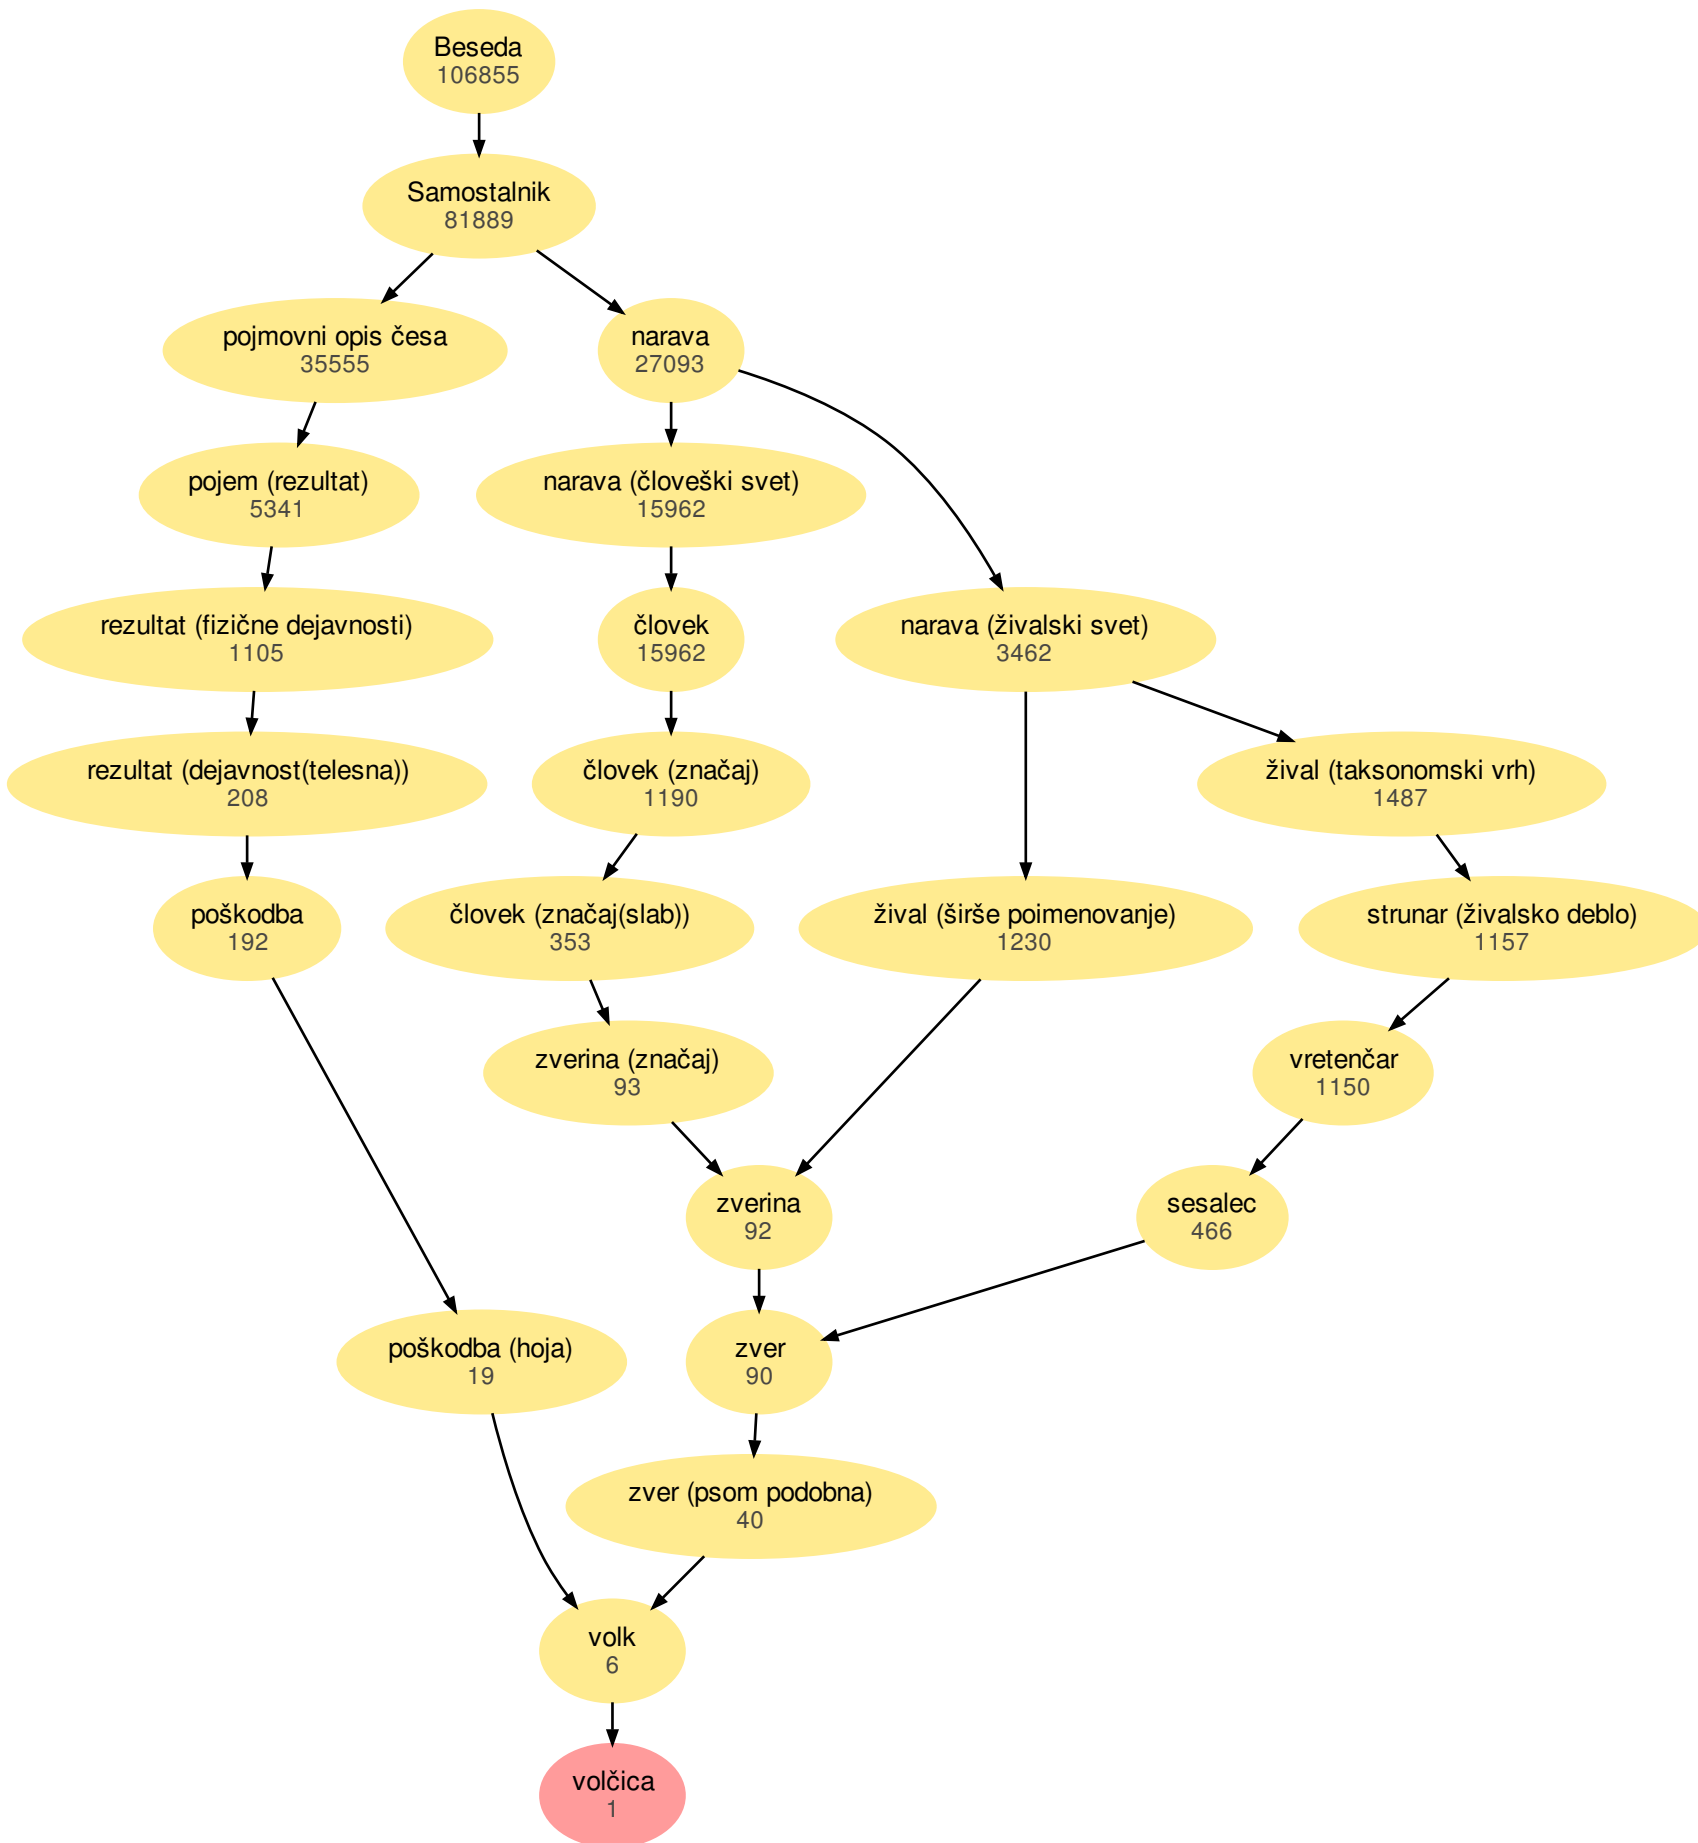 Beseda
106855
Samostalnik
81889
pojmovni opis česa
35555
narava
27093
pojem (rezultat)
5341
narava (človeški svet)
15962
rezultat (fizične dejavnosti)
1105
človek
15962
narava (živalski svet)
3462
rezultat (dejavnost(telesna))
208
človek (značaj)
1190
žival (taksonomski vrh)
1487
poškodba
192
človek (značaj(slab))
353
žival (širše poimenovanje)
1230
strunar (živalsko deblo)
1157
zverina (značaj)
93
vretenčar
1150
zverina
92
sesalec
466
poškodba (hoja)
19
zver
90
zver (psom podobna)
40
volk
6
volčica
1